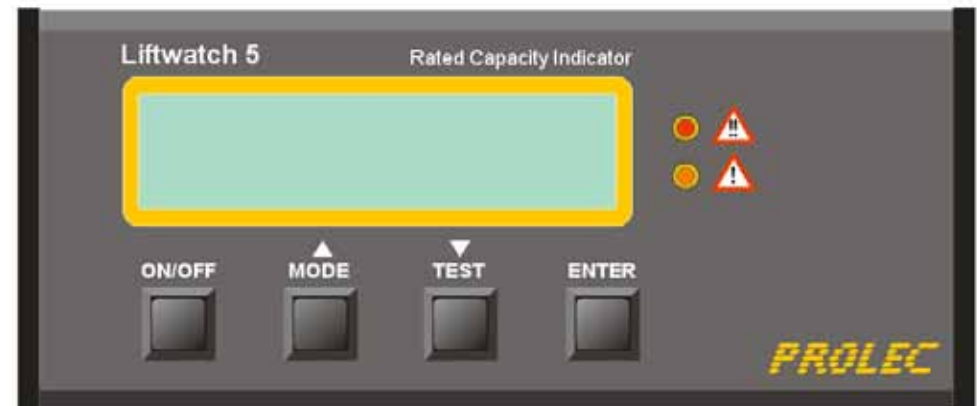 Liftwatch 5 Rated Capacity Indicator
!!
!
ON/OFF MODE TEST ENTER
PROLEC